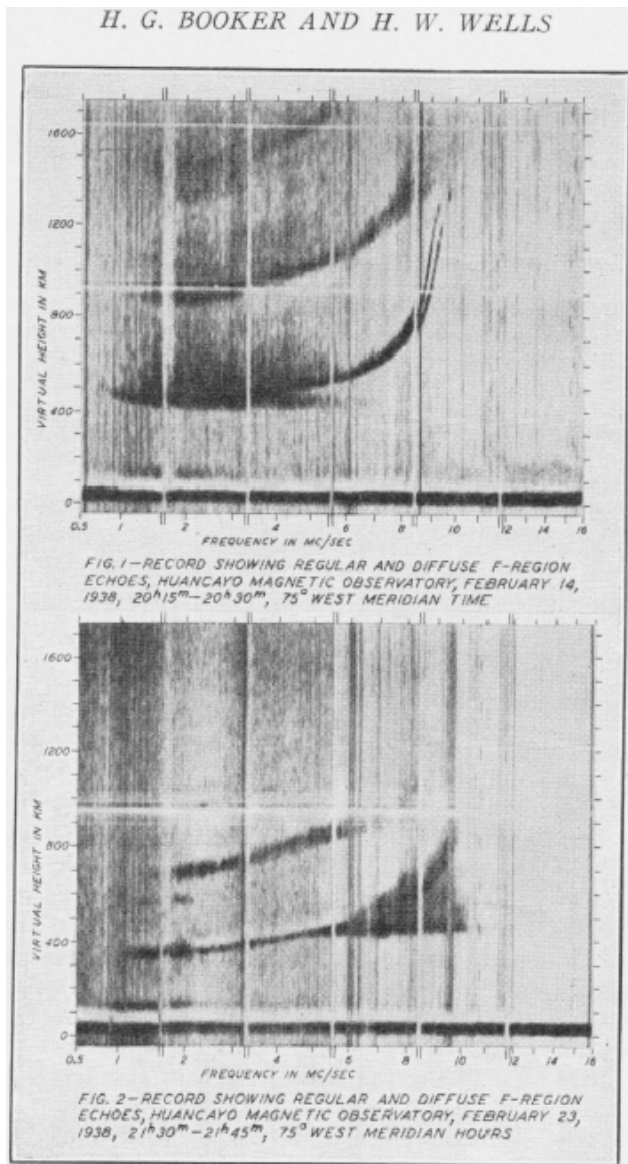 H. G. BOOKER AND H. W. WELLS
1600
1200
800
400
0
VIRTUAL HEIGHT IN KM
0.5 1 2 4 6 8 10 12 14 16
FREQUENCY IN MC/SEC
FIG. 1—RECORD SHOWING REGULAR AND DIFFUSE F-REGION
ECHOES, HUANCAYO MAGNETIC OBSERVATORY, FEBRUARY 14,
1938, 20ʰ15ᵐ—20ʰ30ᵐ, 75° WEST MERIDIAN TIME
1600
1200
800
400
0
VIRTUAL HEIGHT IN KM
0.5 1 2 4 6 8 10 12 14 16
FREQUENCY IN MC/SEC
FIG. 2—RECORD SHOWING REGULAR AND DIFFUSE F-REGION
ECHOES, HUANCAYO MAGNETIC OBSERVATORY, FEBRUARY 23,
1938, 21ʰ30ᵐ—21ʰ45ᵐ, 75° WEST MERIDIAN HOURS